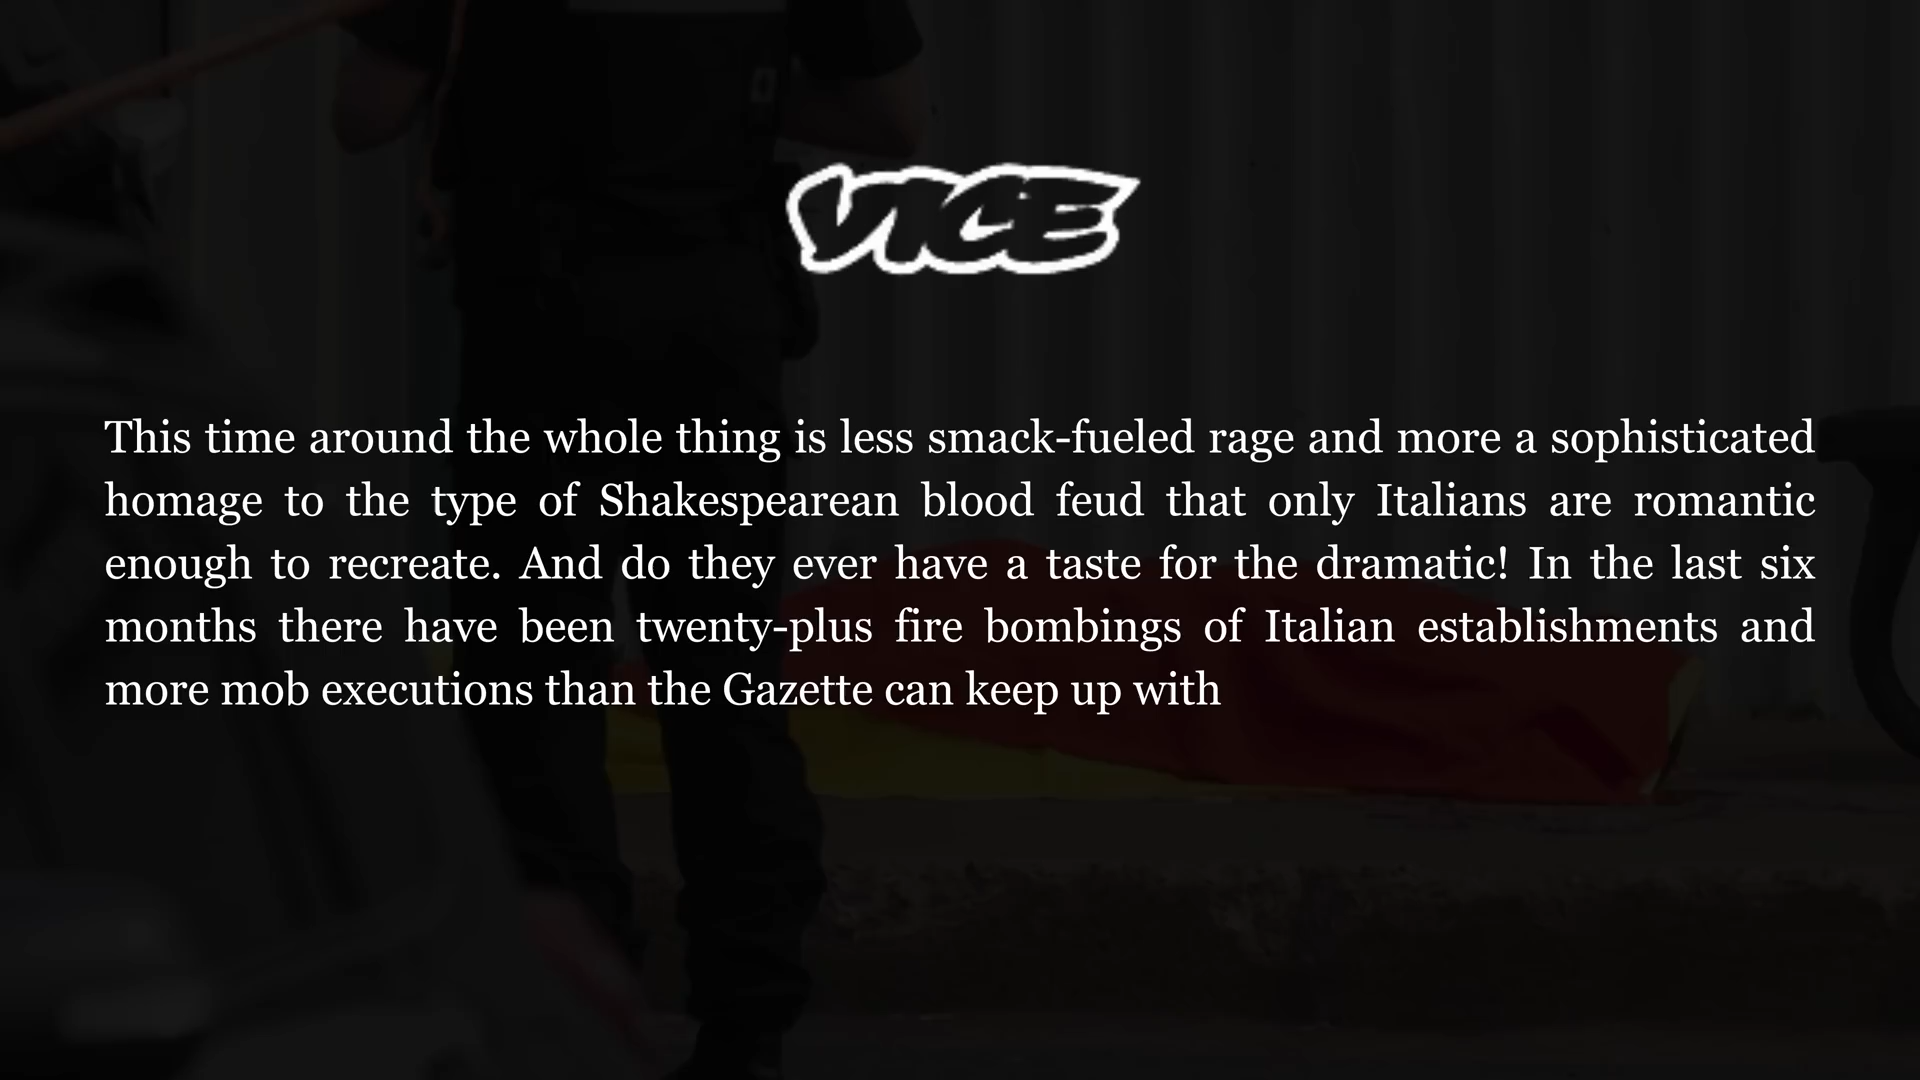 VICE
This time around the whole thing is less smack-fueled rage and more a sophisticated
homage to the type of Shakespearean blood feud that only Italians are romantic
enough to recreate. And do they ever have a taste for the dramatic! In the last six
months there have been twenty-plus fire bombings of Italian establishments and
more mob executions than the Gazette can keep up with